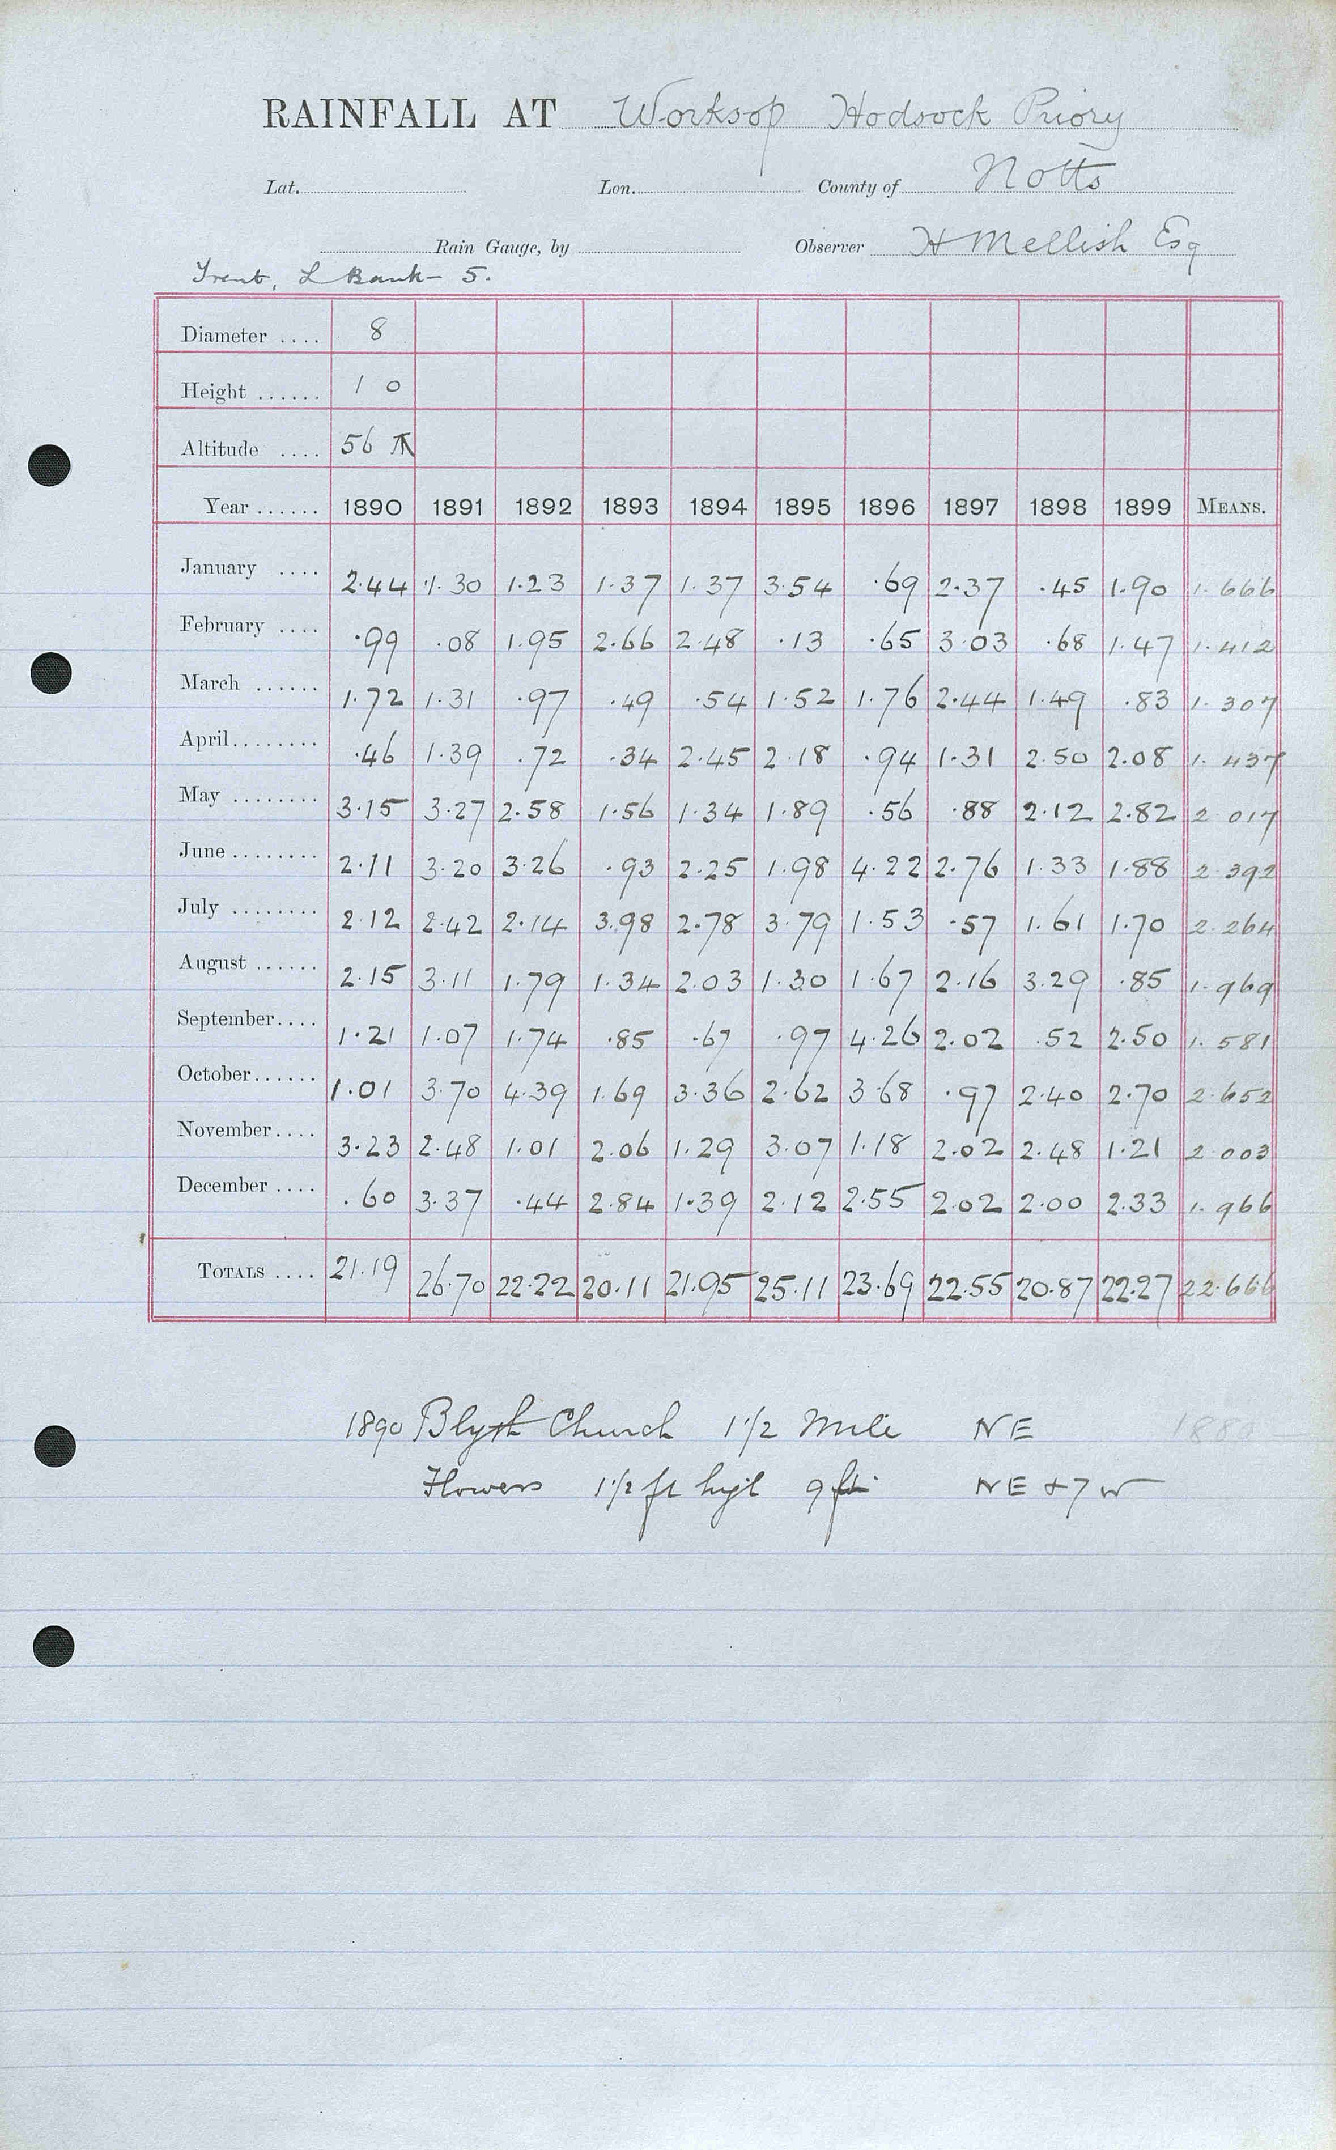 RAINFALL AT Worksop Hodsock Priory
Lat. Lon. County of Notts
Rain Gauge, by Observer H Mellish Esq
Trent, L Bank - 5.
Diameter .... 8
Height ...... 1 0
Altitude .... 56
Year ...... 1890 1891 1892 1893 1894 1895 1896 1897 1898 1899 MEANS.
January .... 2.44 1.30 1.23 1.37 1.37 3.54 .69 2.37 .45 1.90 1.666
February .... .99 .08 1.95 2.66 2.48 .13 .65 3.03 .68 1.47 1.412
March ...... 1.72 1.31 .97 .49 .54 1.52 1.76 2.44 1.49 .83 1.307
April ........ .46 1.39 .72 .34 2.45 2.18 .94 1.31 2.50 2.08 1.437
May ........ 3.15 3.27 2.58 1.56 1.34 1.89 .56 .88 2.12 2.82 2.017
June ........ 2.11 3.20 3.26 .93 2.25 1.98 4.22 2.76 1.33 1.88 2.392
July ........ 2.12 2.42 2.14 3.98 2.78 3.79 1.53 .57 1.61 1.70 2.264
August ...... 2.15 3.11 1.79 1.34 2.03 1.30 1.67 2.16 3.29 .85 1.969
September.... 1.21 1.07 1.74 .85 .67 .97 4.26 2.02 .52 2.50 1.581
October...... 1.01 3.70 4.39 1.69 3.36 2.62 3.68 .97 2.40 2.70 2.652
November.... 3.23 2.48 1.01 2.06 1.29 3.07 1.18 2.02 2.48 1.21 2.003
December .... .60 3.37 .44 2.84 1.39 2.12 2.55 2.02 2.00 2.33 1.966
TOTALS .... 21.19 26.70 22.22 20.11 21.95 25.11 23.69 22.55 20.87 22.27 22.666
1890 Blyth Church 1 1/2 Mile NE
Flowers 1 1/2 ft high 9 ft NE + 7 W